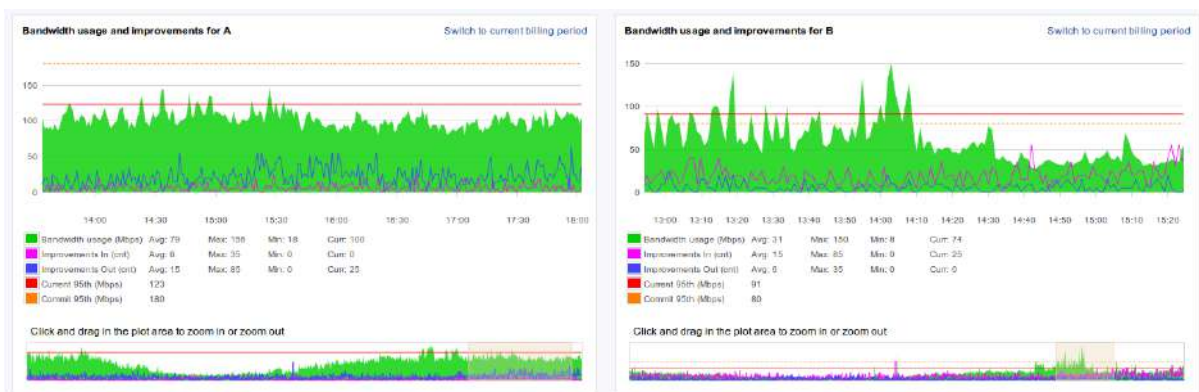 Bandwidth usage and improvements for A
Switch to current billing period
150
100
50
0
14:00 14:30 15:00 15:30 16:00 16:30 17:00 17:30 18:00
Bandwidth usage (Mbps) Avg: 79 Max: 156 Min: 18 Curr: 100
Improvements In (cnt) Avg: 6 Max: 35 Min: 0 Curr: 0
Improvements Out (cnt) Avg: 15 Max: 85 Min: 0 Curr: 25
Current 95th (Mbps) 123
Commit 95th (Mbps) 180
Click and drag in the plot area to zoom in or zoom out
Bandwidth usage and improvements for B
Switch to current billing period
150
100
50
0
13:00 13:10 13:20 13:30 13:40 13:50 14:00 14:10 14:20 14:30 14:40 14:50 15:00 15:10 15:20
Bandwidth usage (Mbps) Avg: 31 Max: 150 Min: 8 Curr: 74
Improvements In (cnt) Avg: 15 Max: 85 Min: 0 Curr: 25
Improvements Out (cnt) Avg: 6 Max: 35 Min: 0 Curr: 0
Current 95th (Mbps) 91
Commit 95th (Mbps) 80
Click and drag in the plot area to zoom in or zoom out